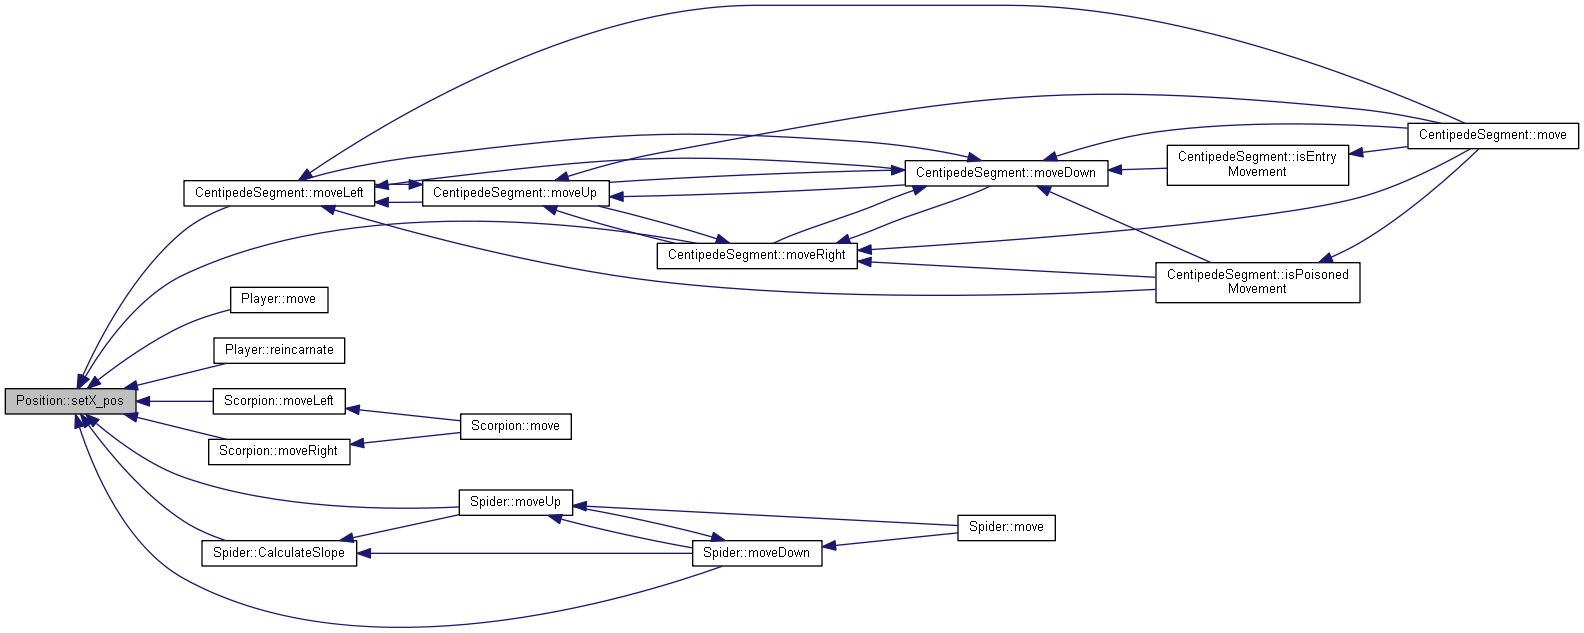 CentipedeSegment::move
CentipedeSegment::isEntry
Movement
CentipedeSegment::moveDown
CentipedeSegment::moveLeft
CentipedeSegment::moveUp
CentipedeSegment::moveRight
CentipedeSegment::isPoisoned
Movement
Player::move
Player::reincarnate
Position::setX_pos
Scorpion::moveLeft
Scorpion::move
Scorpion::moveRight
Spider::moveUp
Spider::move
Spider::CalculateSlope
Spider::moveDown